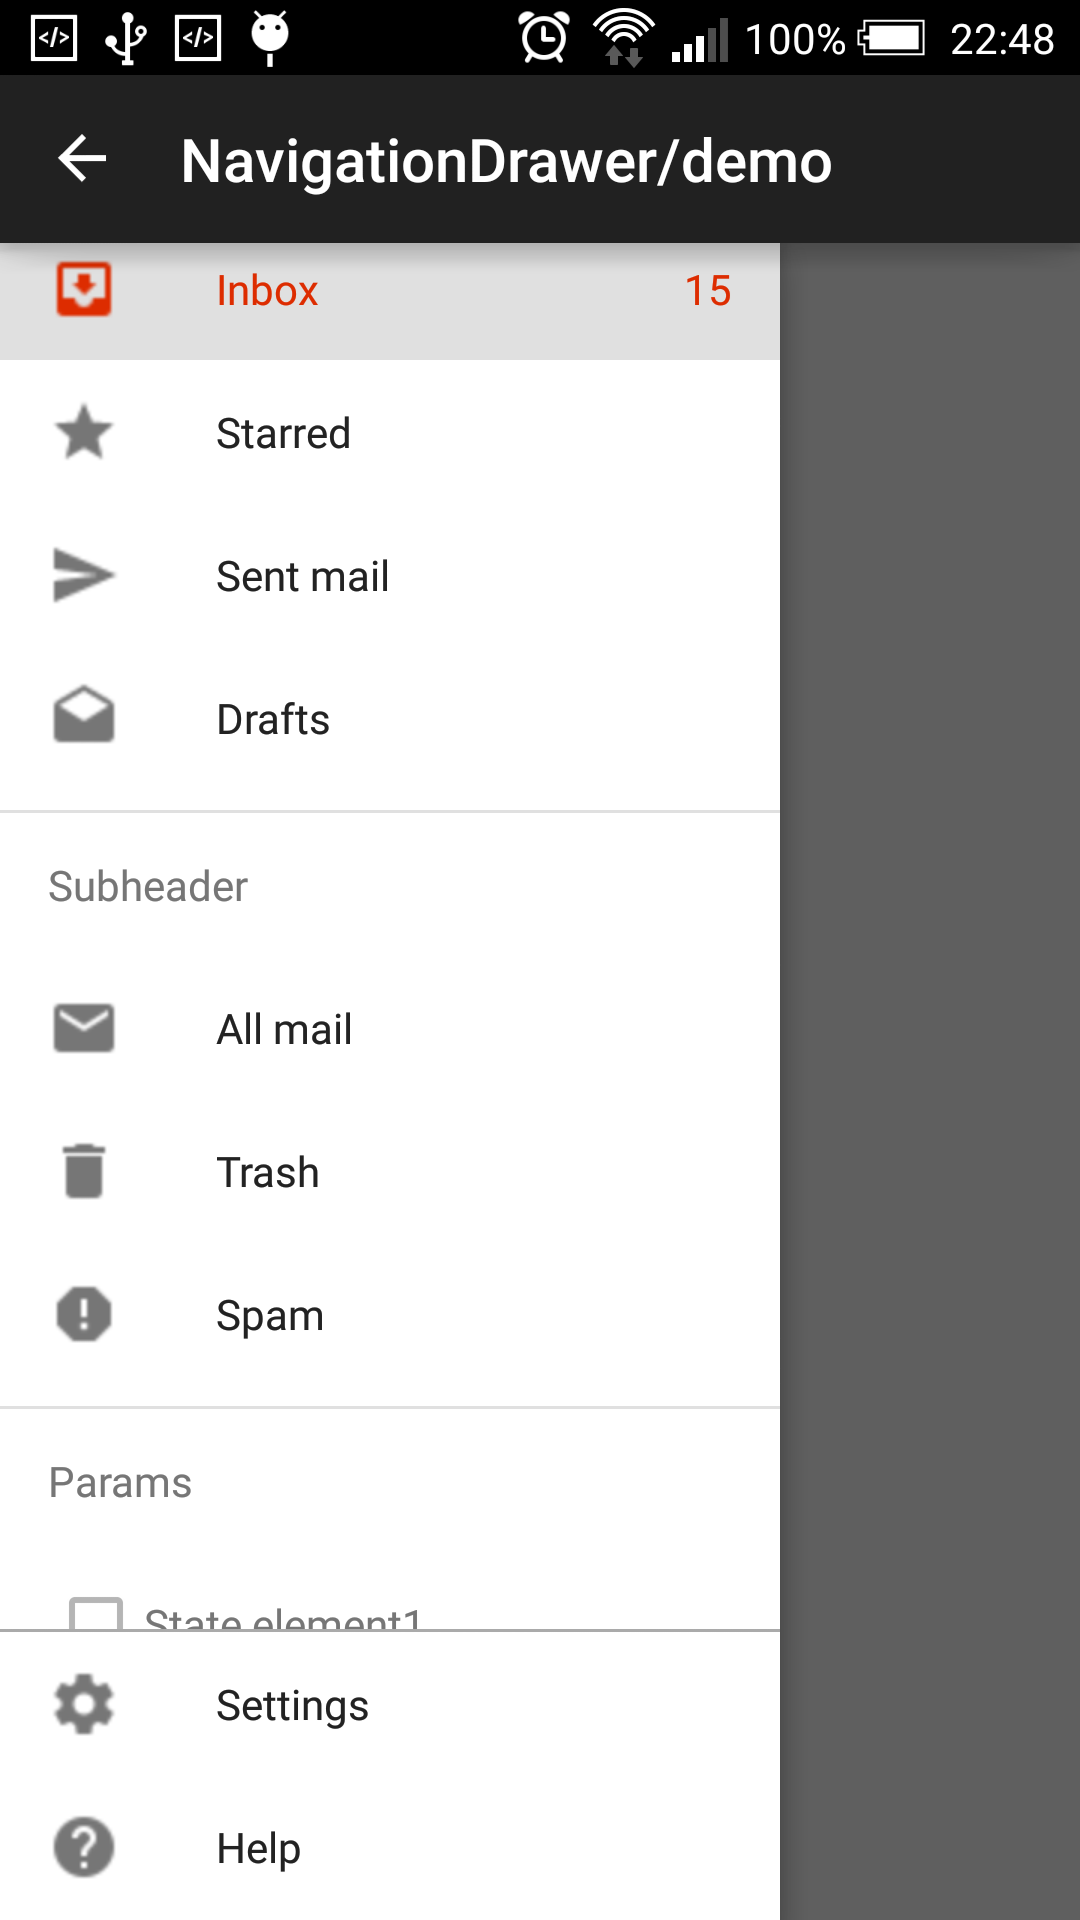 100% 22:48
NavigationDrawer/demo
Inbox 15
Starred
Sent mail
Drafts
Subheader
All mail
Trash
Spam
Params
State element1
Settings
Help